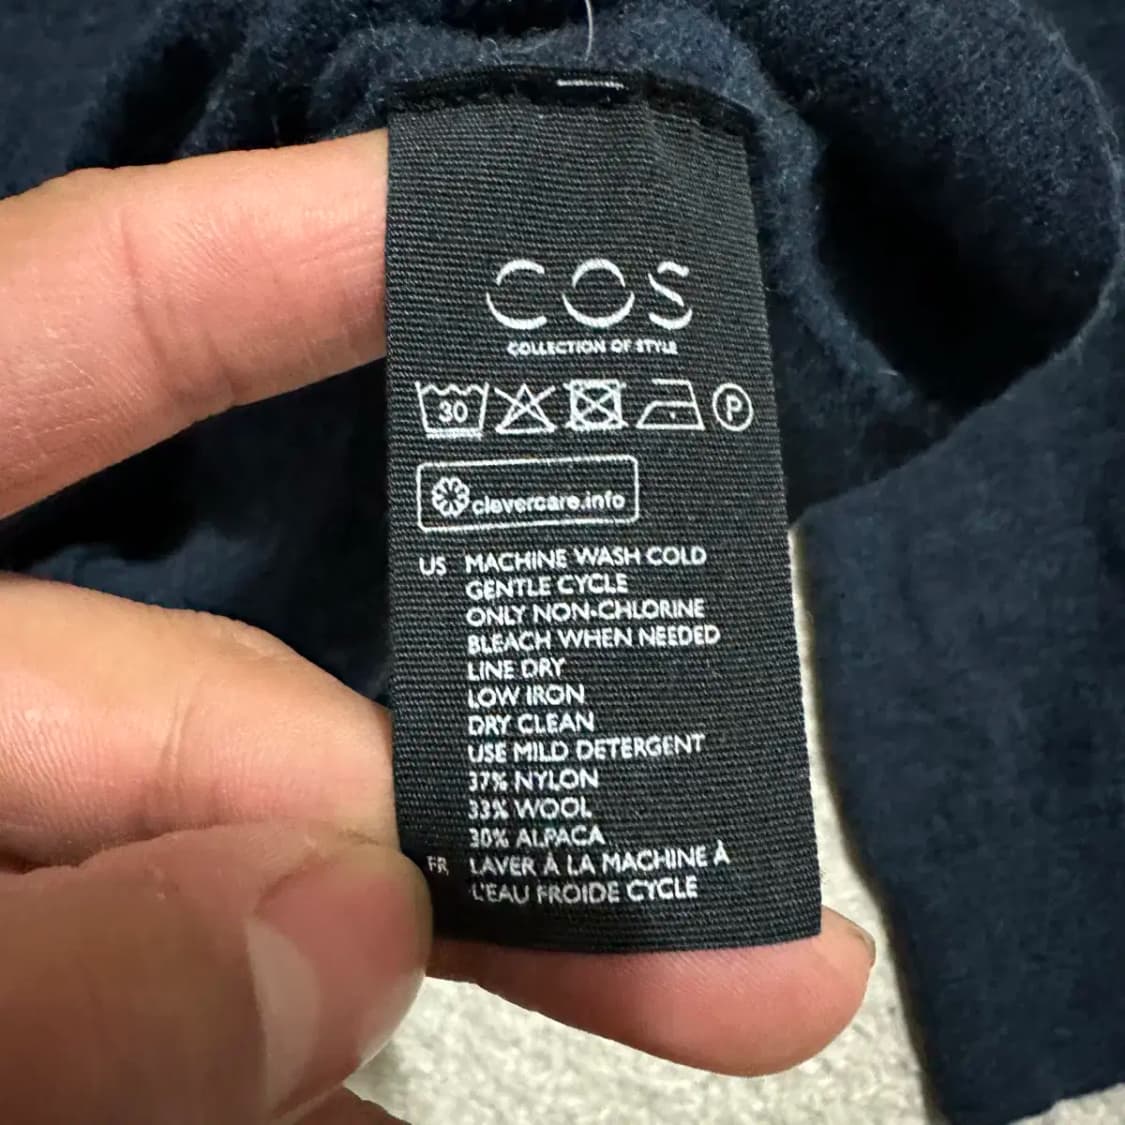 COS
COLLECTION OF STYLE
30 P
clevercare.info
US MACHINE WASH COLD
GENTLE CYCLE
ONLY NON-CHLORINE
BLEACH WHEN NEEDED
LINE DRY
LOW IRON
DRY CLEAN
USE MILD DETERGENT
37% NYLON
33% WOOL
30% ALPACA
FR LAVER À LA MACHINE À
L'EAU FROIDE CYCLE